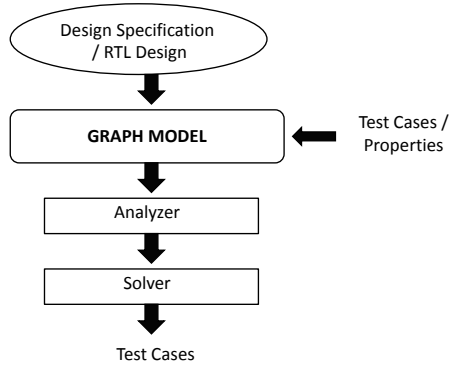 Design Specification
/ RTL Design
GRAPH MODEL
Test Cases /
Properties
Analyzer
Solver
Test Cases